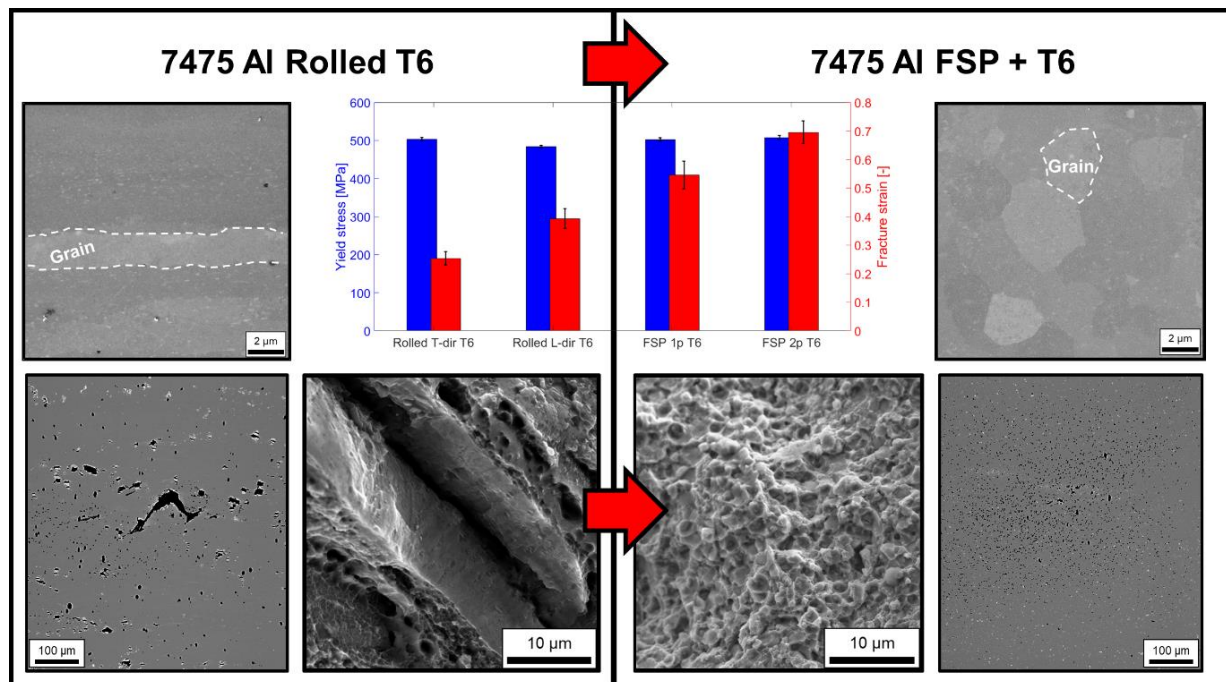 7475 Al Rolled T6
7475 Al FSP + T6
Grain
2 µm
600
500
400
300
200
100
0
Yield stress [MPa]
Rolled T-dir T6
Rolled L-dir T6
FSP 1p T6
FSP 2p T6
0.8
0.7
0.6
0.5
0.4
0.3
0.2
0.1
0
Fracture strain [-]
Grain
2 µm
100 µm
10 µm
10 µm
100 µm